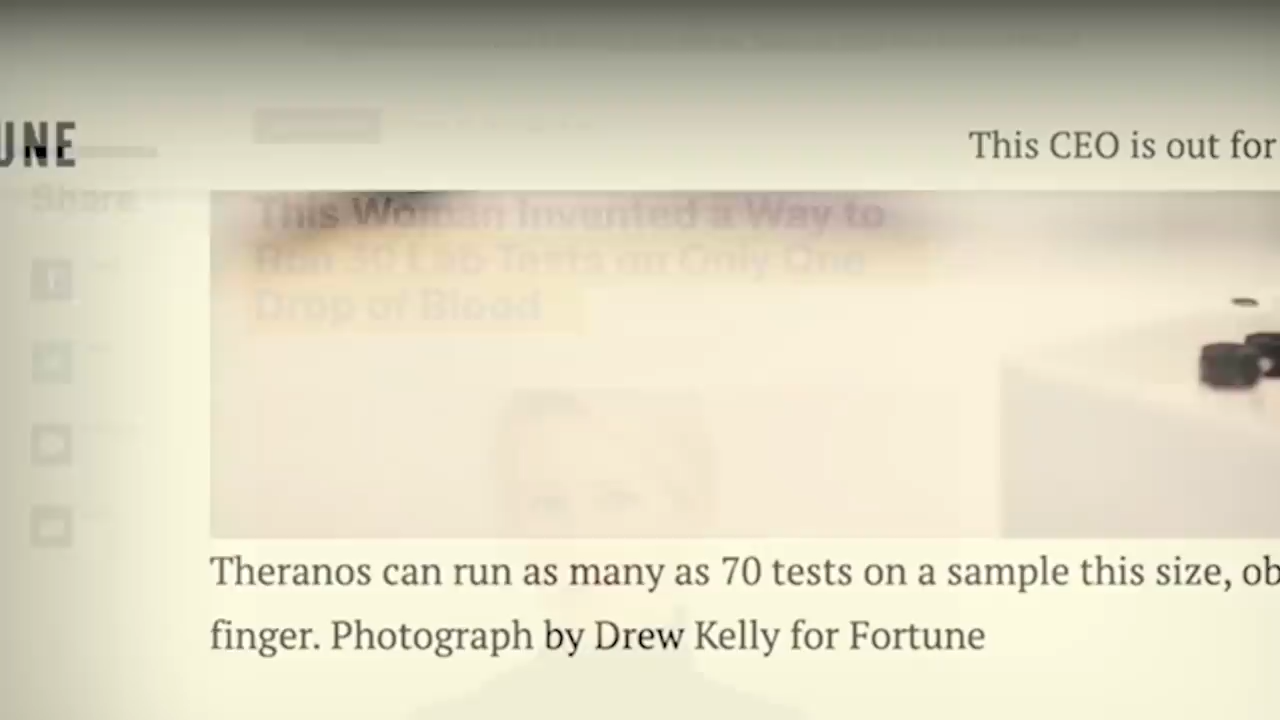 UNE
This CEO is out for
Share
This Woman Invented a Way to
Run 30 Lab Tests on Only One
Drop of Blood
Theranos can run as many as 70 tests on a sample this size, ob
finger. Photograph by Drew Kelly for Fortune